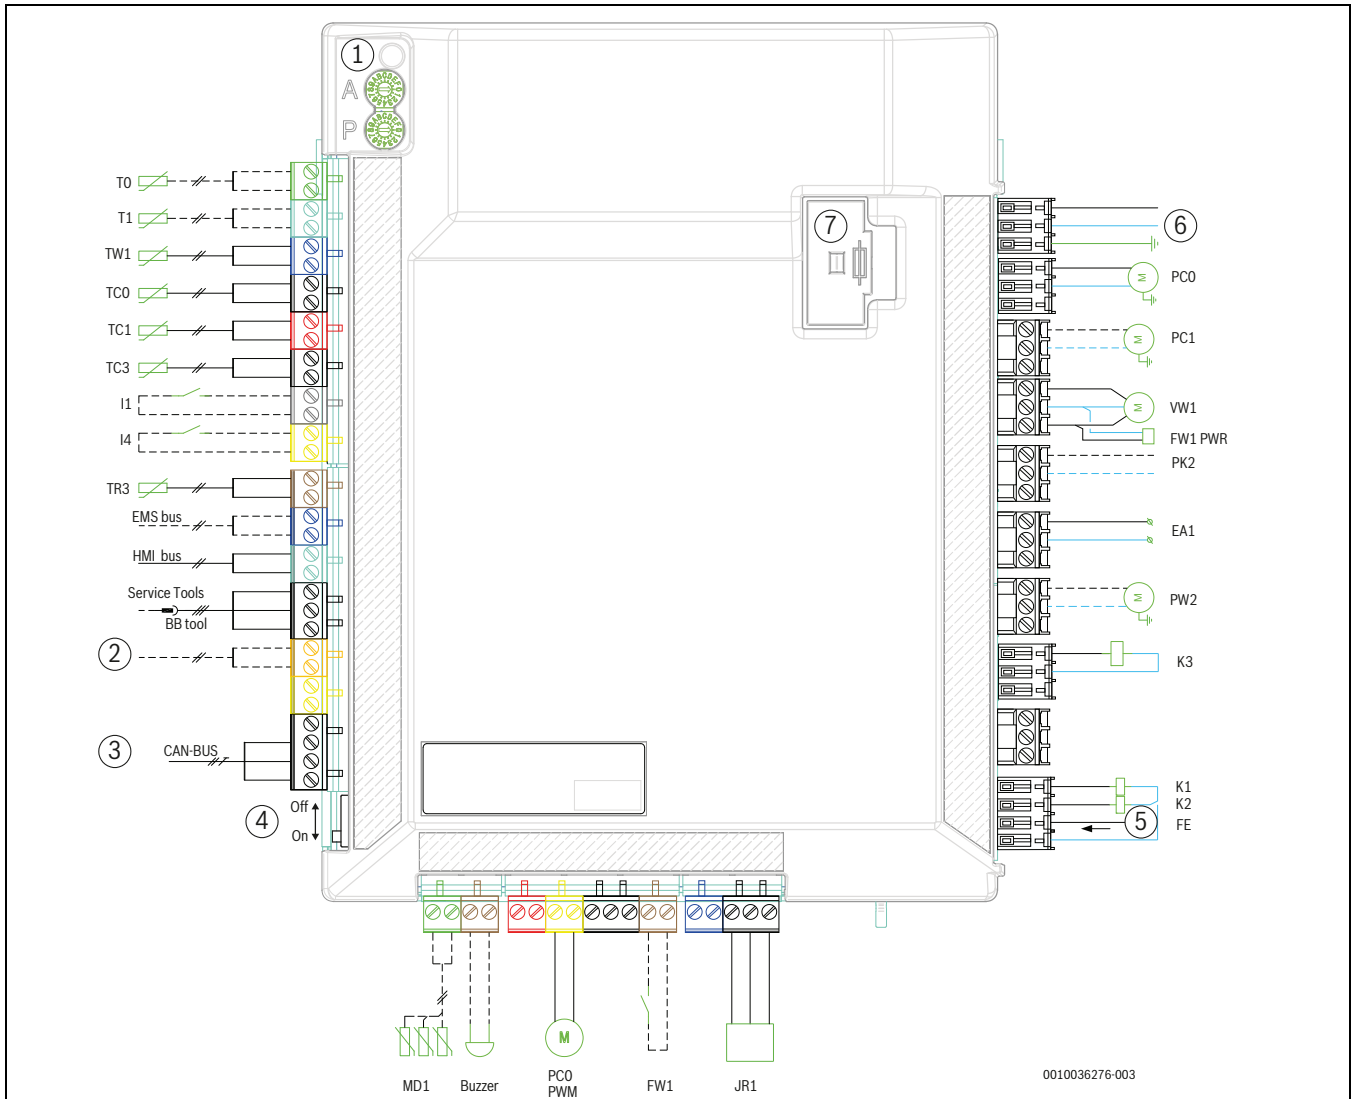 1
A
P
T0
T1
TW1
TC0
TC1
TC3
I1
I4
TR3
EMS bus
HMI bus
Service Tools
BB tool
2
3
CAN-BUS
4
Off
On
7
6
PC0
M
PC1
M
VW1
M
FW1 PWR
PK2
EA1
PW2
M
K3
K1
K2
5
FE
MD1
Buzzer
M
PC0
PWM
FW1
JR1
0010036276-003